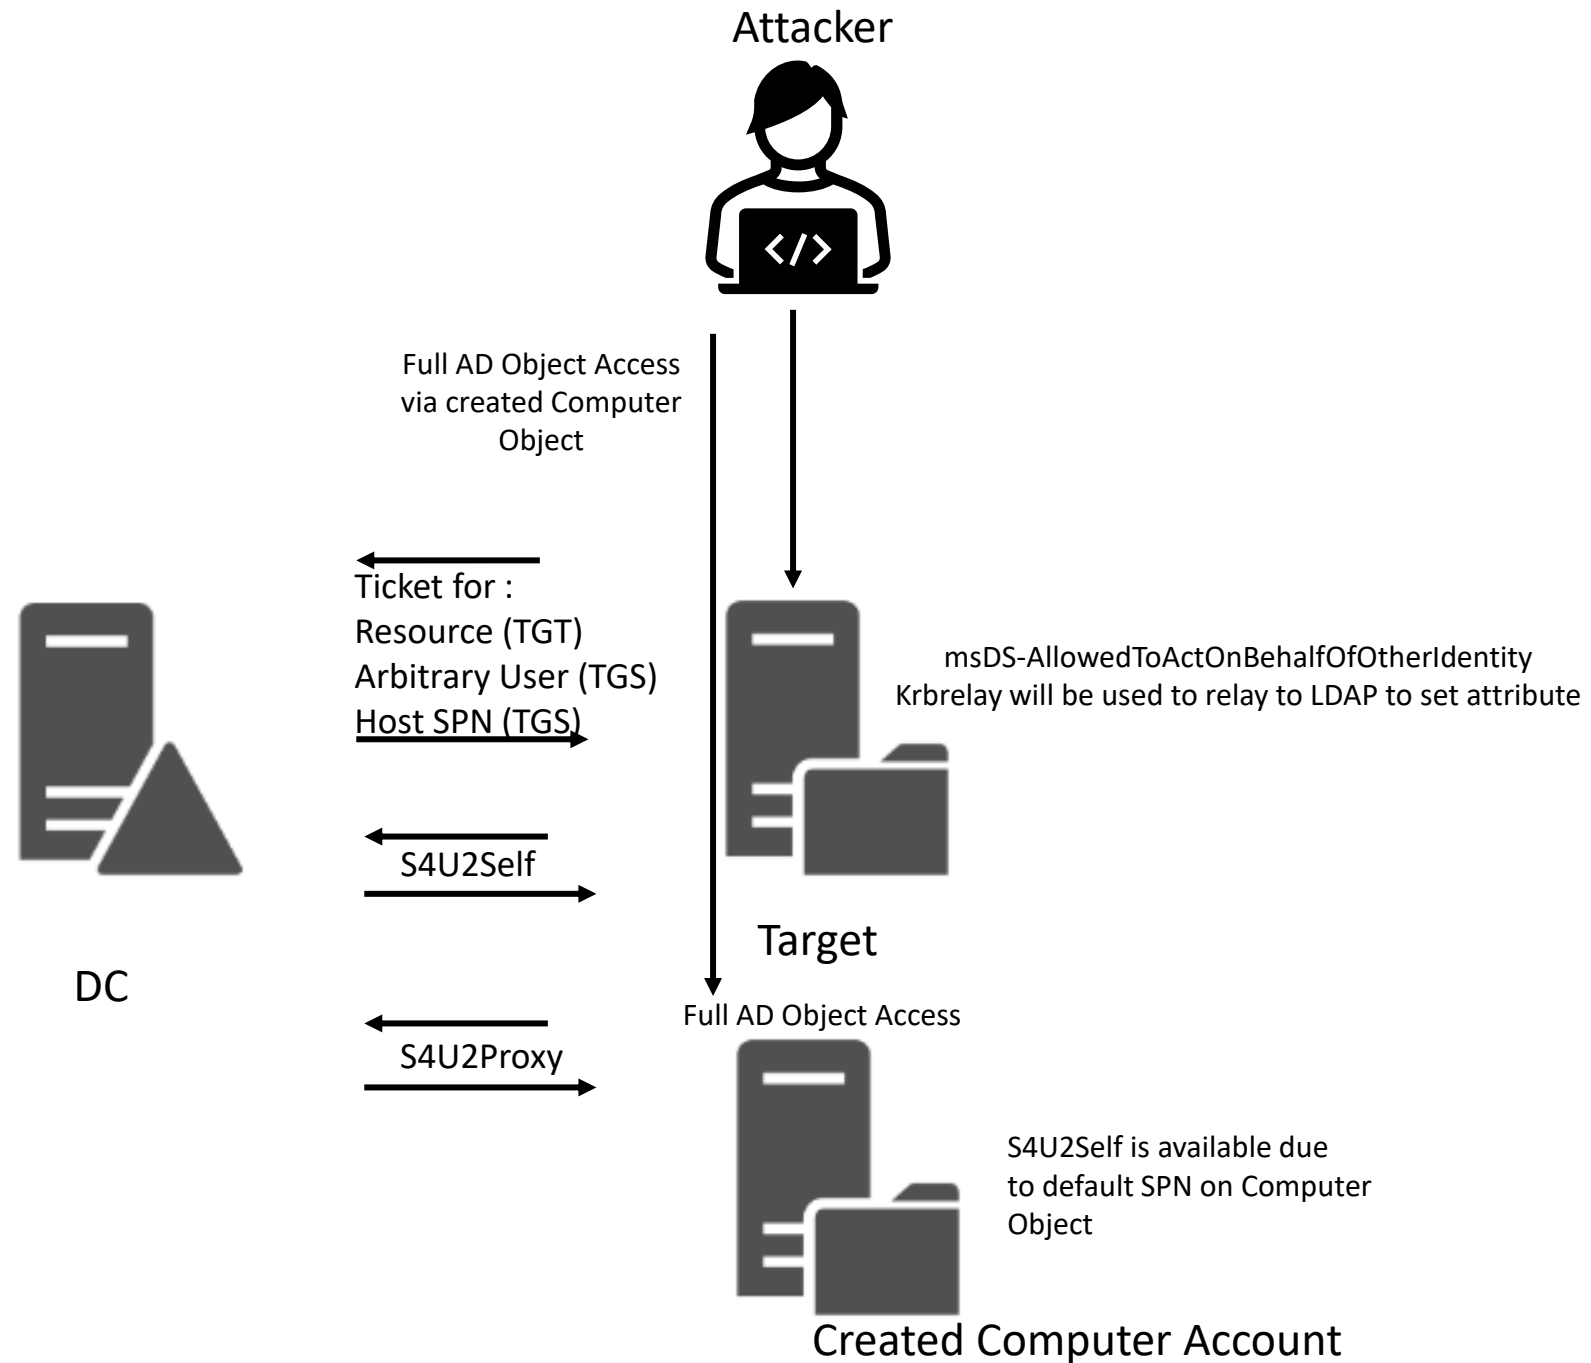 Attacker
</>
Full AD Object Access
via created Computer
Object
Ticket for :
Resource (TGT)
Arbitrary User (TGS)
Host SPN (TGS)
msDS-AllowedToActOnBehalfOfOtherIdentity
Krbrelay will be used to relay to LDAP to set attribute
S4U2Self
Target
DC
Full AD Object Access
S4U2Proxy
S4U2Self is available due
to default SPN on Computer
Object
Created Computer Account